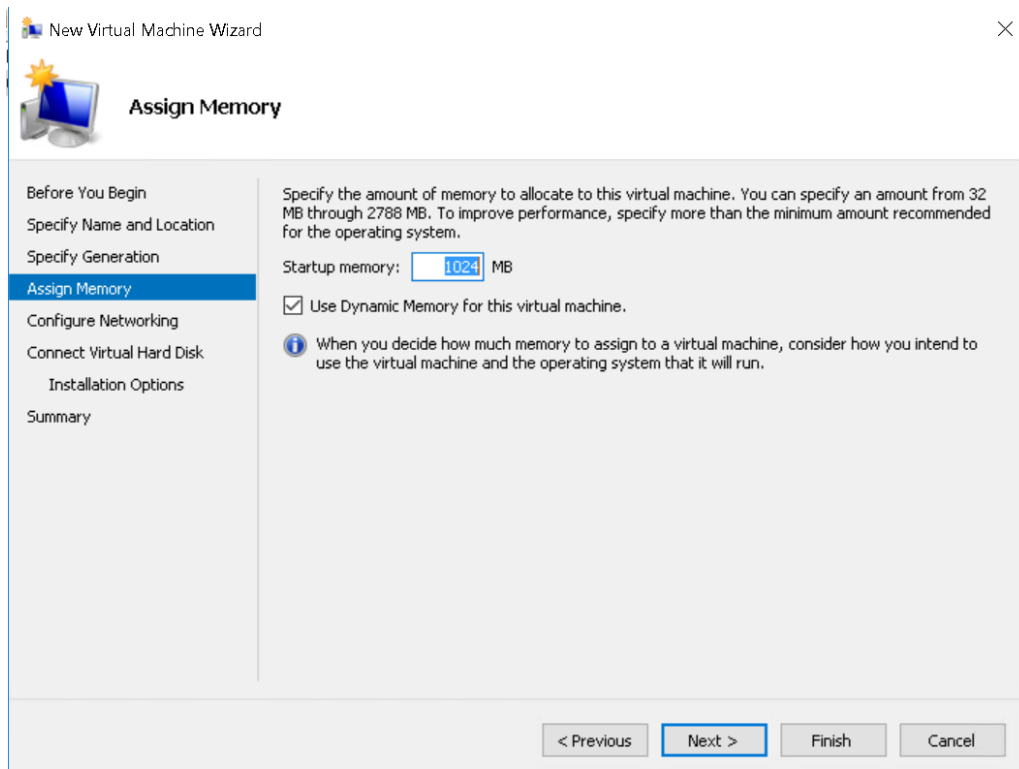 New Virtual Machine Wizard
Assign Memory
Before You Begin
Specify Name and Location
Specify Generation
Assign Memory
Configure Networking
Connect Virtual Hard Disk
Installation Options
Summary
Specify the amount of memory to allocate to this virtual machine. You can specify an amount from 32
MB through 2788 MB. To improve performance, specify more than the minimum amount recommended
for the operating system.
Startup memory: 1024 MB
Use Dynamic Memory for this virtual machine.
When you decide how much memory to assign to a virtual machine, consider how you intend to
use the virtual machine and the operating system that it will run.
< Previous Next > Finish Cancel